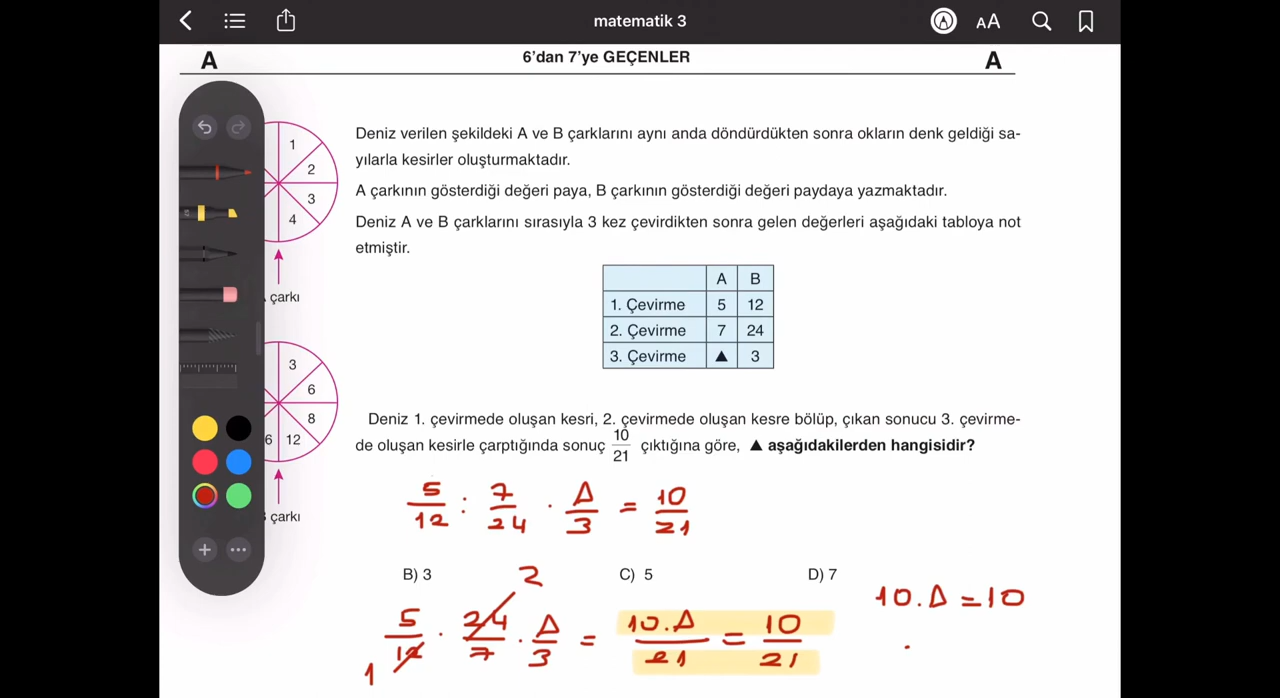 matematik 3
AA
A 6'dan 7'ye GEÇENLER A
Deniz verilen şekildeki A ve B çarklarını aynı anda döndürdükten sonra okların denk geldiği sa-
yılarla kesirler oluşturmaktadır.
A çarkının gösterdiği değeri paya, B çarkının gösterdiği değeri paydaya yazmaktadır.
Deniz A ve B çarklarını sırasıyla 3 kez çevirdikten sonra gelen değerleri aşağıdaki tabloya not
etmiştir.
1
2
3
4
çarkı
A B
1. Çevirme 5 12
2. Çevirme 7 24
3. Çevirme ▲ 3
3
6
8
6 12
çarkı
Deniz 1. çevirmede oluşan kesri, 2. çevirmede oluşan kesre bölüp, çıkan sonucu 3. çevirme-
de oluşan kesirle çarptığında sonuç 10/21 çıktığına göre, ▲ aşağıdakilerden hangisidir?
5/12 : 7/24 · Δ/3 = 10/21
B) 3 C) 5 D) 7
10.Δ = 10
2
5/12 · 24/7 · Δ/3 = 10.Δ/21 = 10/21
1